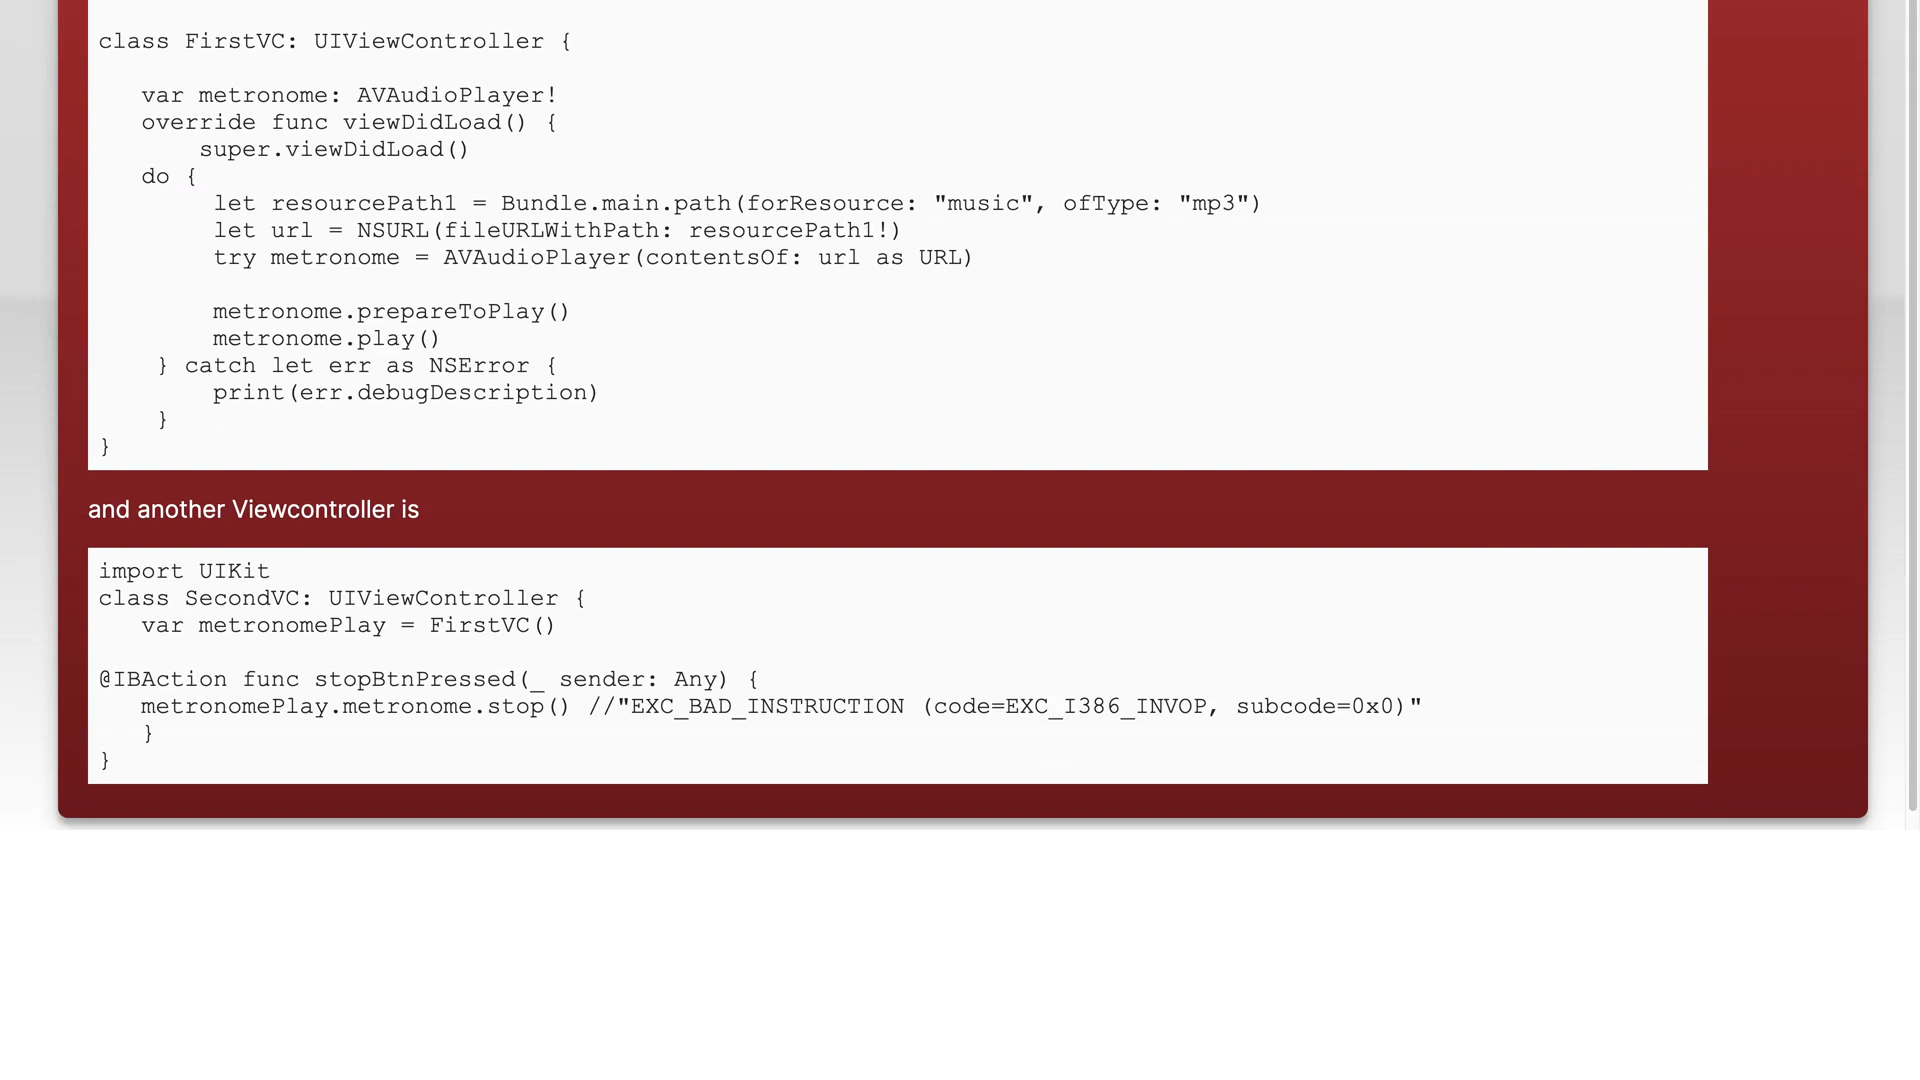 class FirstVC: UIViewController {
var metronome: AVAudioPlayer!
override func viewDidLoad() {
super.viewDidLoad()
do {
let resourcePath1 = Bundle.main.path(forResource: "music", ofType: "mp3")
let url = NSURL(fileURLWithPath: resourcePath1!)
try metronome = AVAudioPlayer(contentsOf: url as URL)
metronome.prepareToPlay()
metronome.play()
} catch let err as NSError {
print(err.debugDescription)
}
}
and another Viewcontroller is
import UIKit
class SecondVC: UIViewController {
var metronomePlay = FirstVC()
@IBAction func stopBtnPressed(_ sender: Any) {
metronomePlay.metronome.stop() //"EXC_BAD_INSTRUCTION (code=EXC_I386_INVOP, subcode=0x0)"
}
}